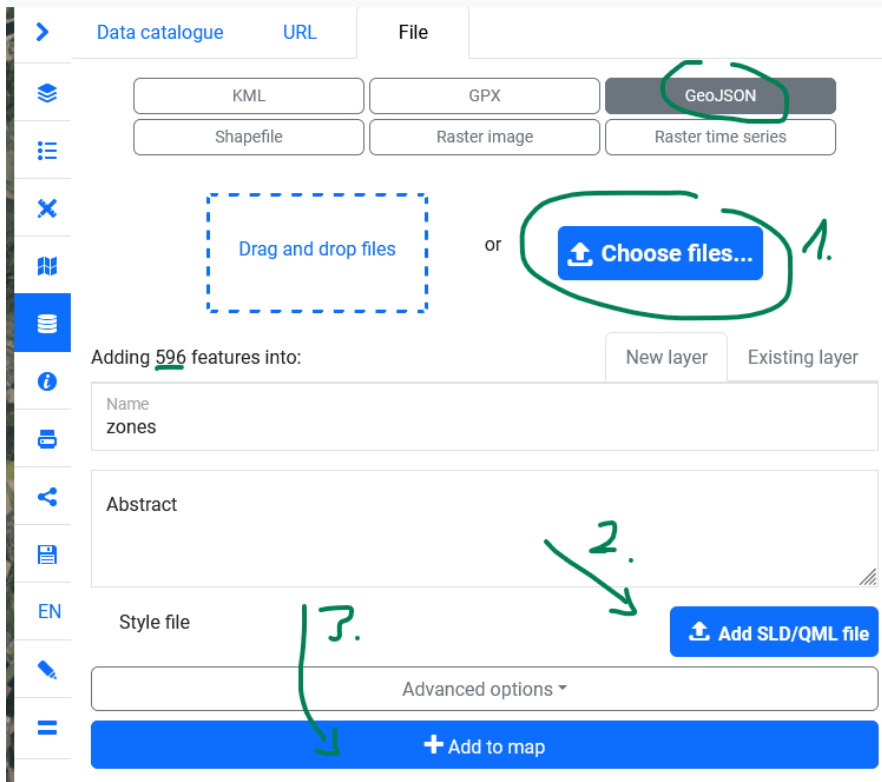 Data catalogue URL File
KML GPX GeoJSON
Shapefile Raster image Raster time series
Drag and drop files or Choose files... 1.
Adding 596 features into: New layer Existing layer
Name
zones
Abstract
2.
EN Style file 3. Add SLD/QML file
Advanced options
Add to map